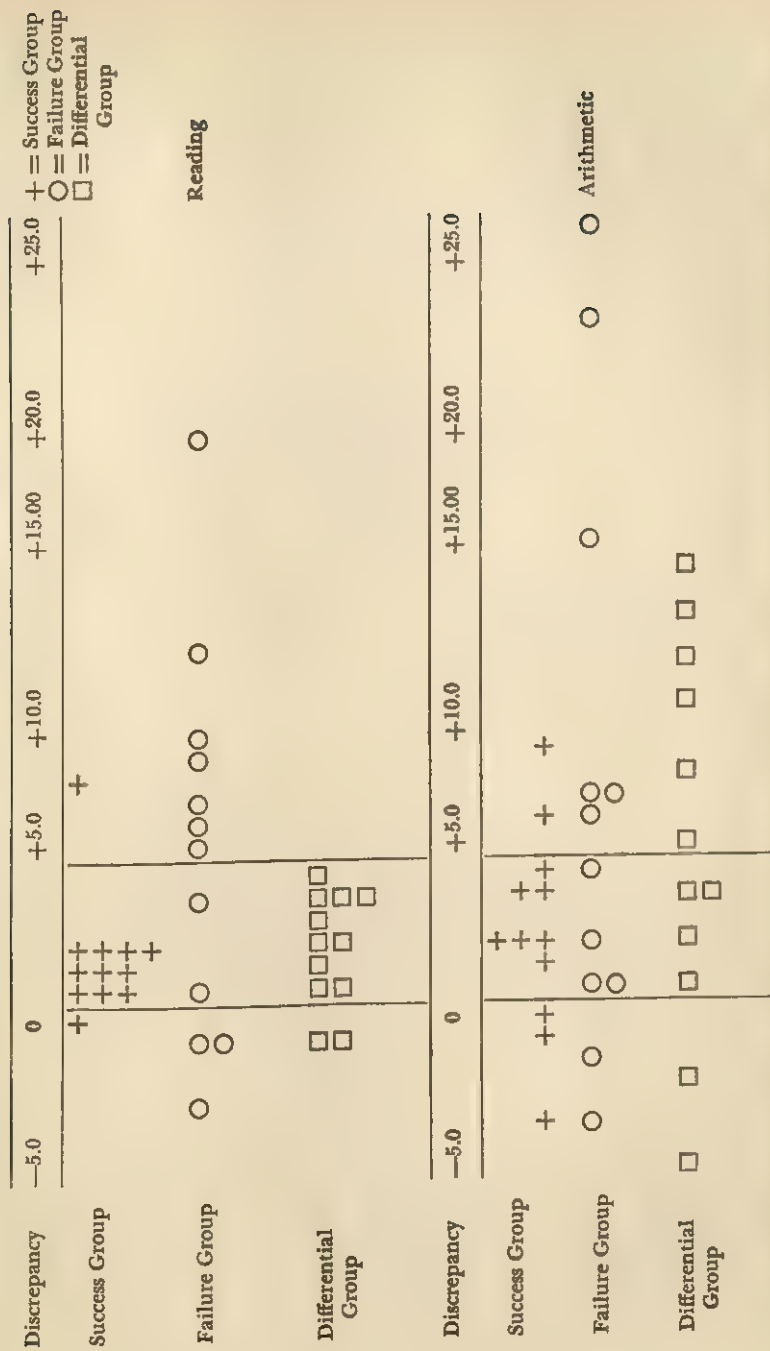 Discrepancy —5.0 0 +5.0 +10.0 +15.00 +20.0 +25.0
+ = Success Group
○ = Failure Group
□ = Differential
Group
Success Group
Failure Group
Reading
Differential
Group
Discrepancy —5.0 0 +5.0 +10.0 +15.00 +20.0 +25.0
Success Group
Failure Group
Arithmetic
Differential
Group